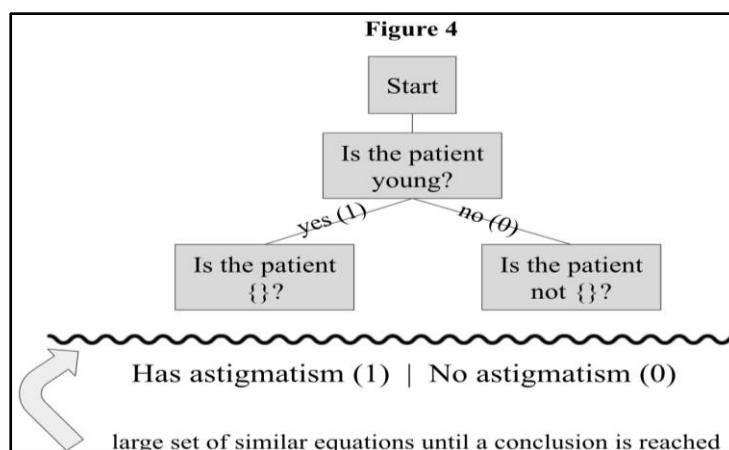 Figure 4
Start
Is the patient
young?
yes (1)
no (0)
Is the patient
{}?
Is the patient
not {}?
Has astigmatism (1) | No astigmatism (0)
large set of similar equations until a conclusion is reached